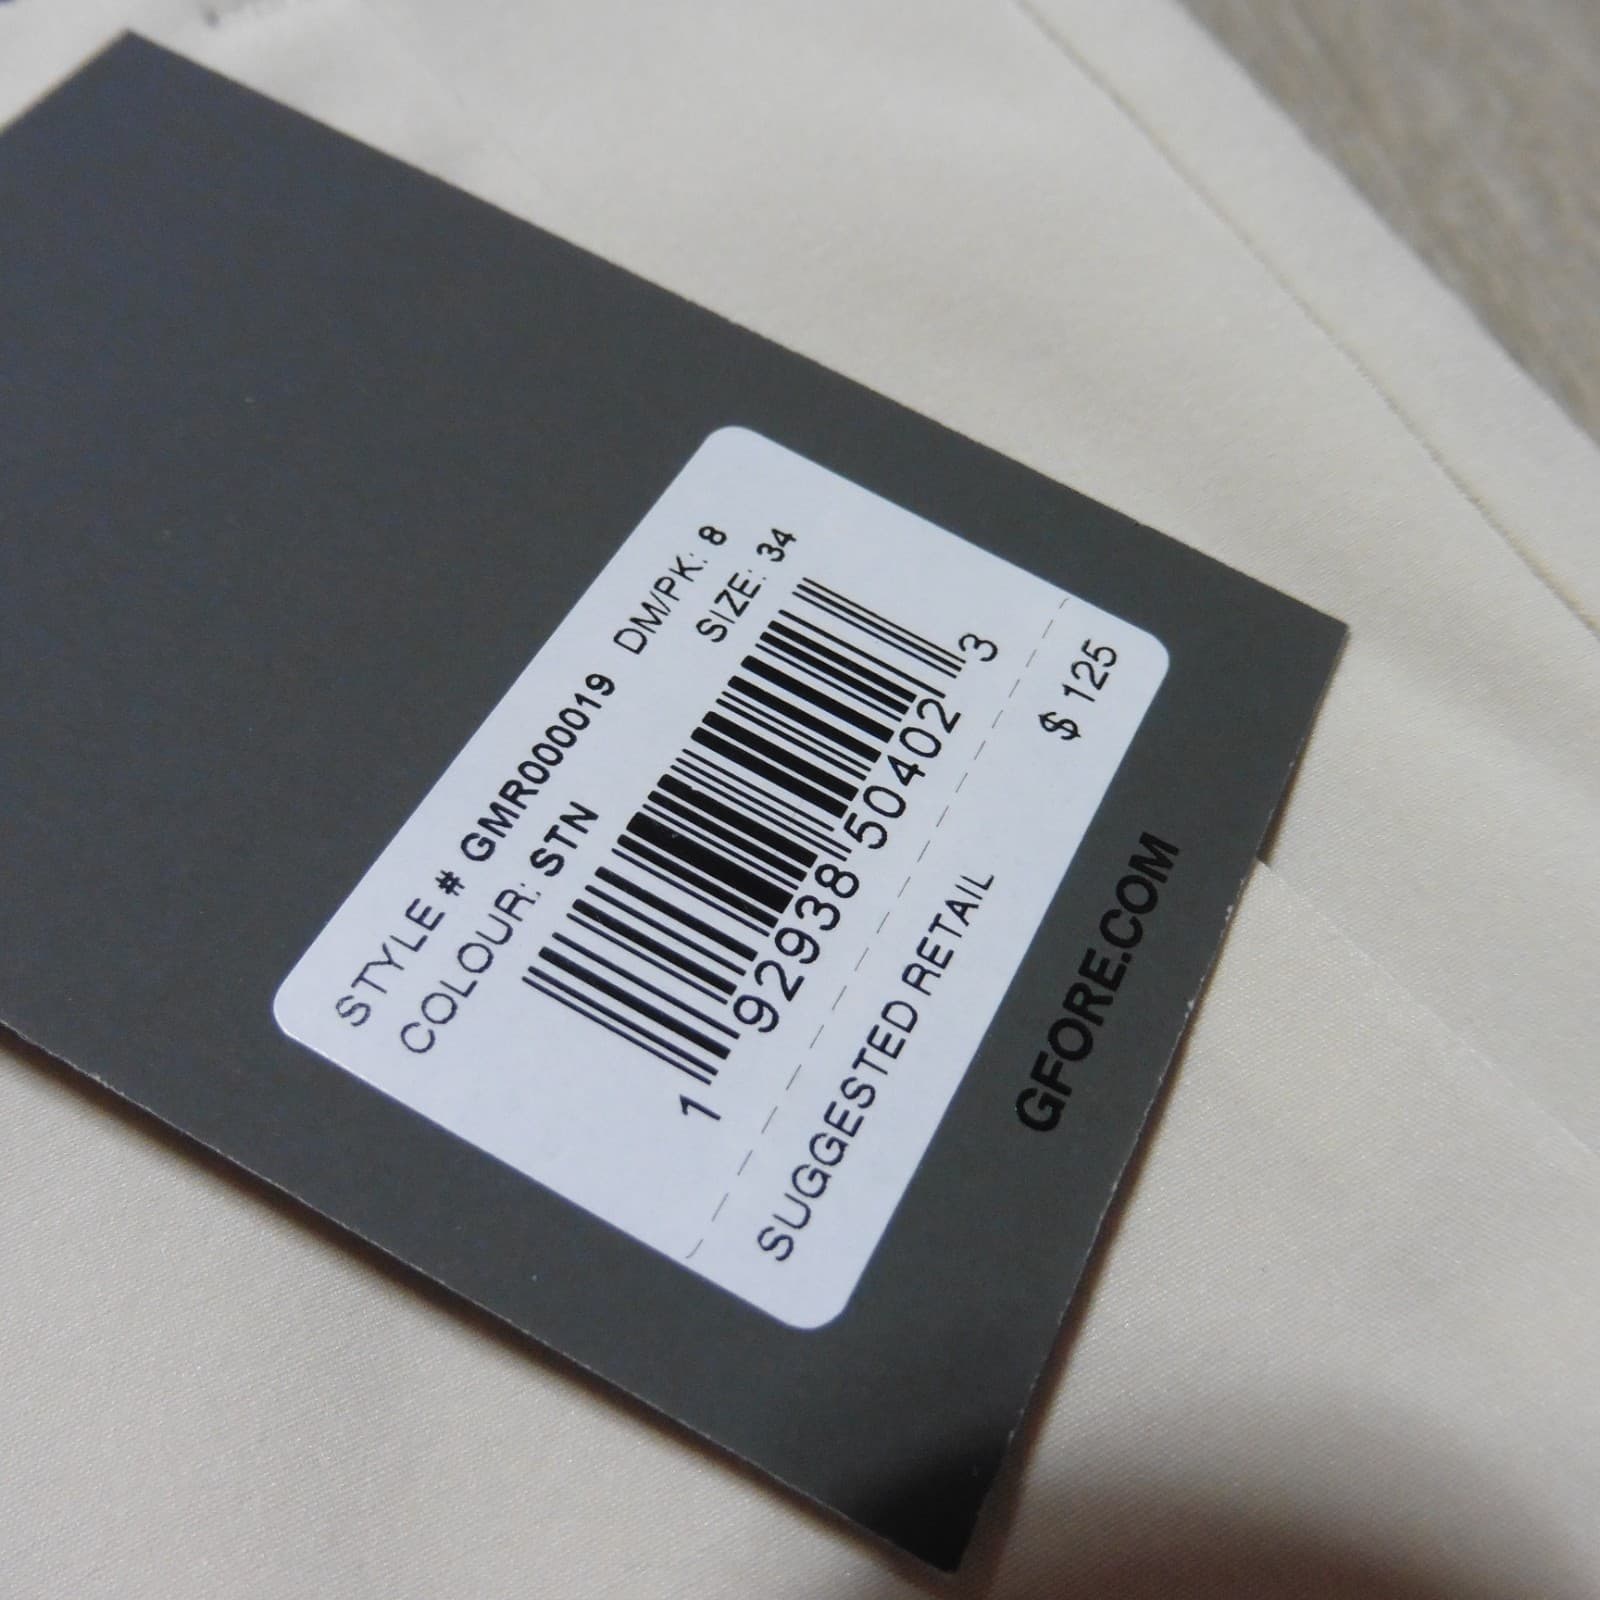 STYLE # GMR000019 DM/PK: 8
COLOUR: STN SIZE: 34
1 92938 50402 3
SUGGESTED RETAIL $ 125
GFORE.COM